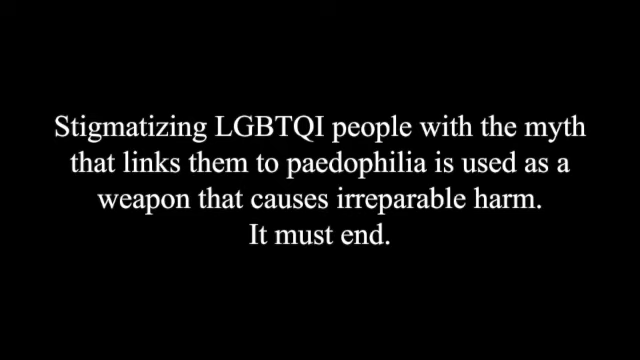 Stigmatizing LGBTQI people with the myth
that links them to paedophilia is used as a
weapon that causes irreparable harm.
It must end.